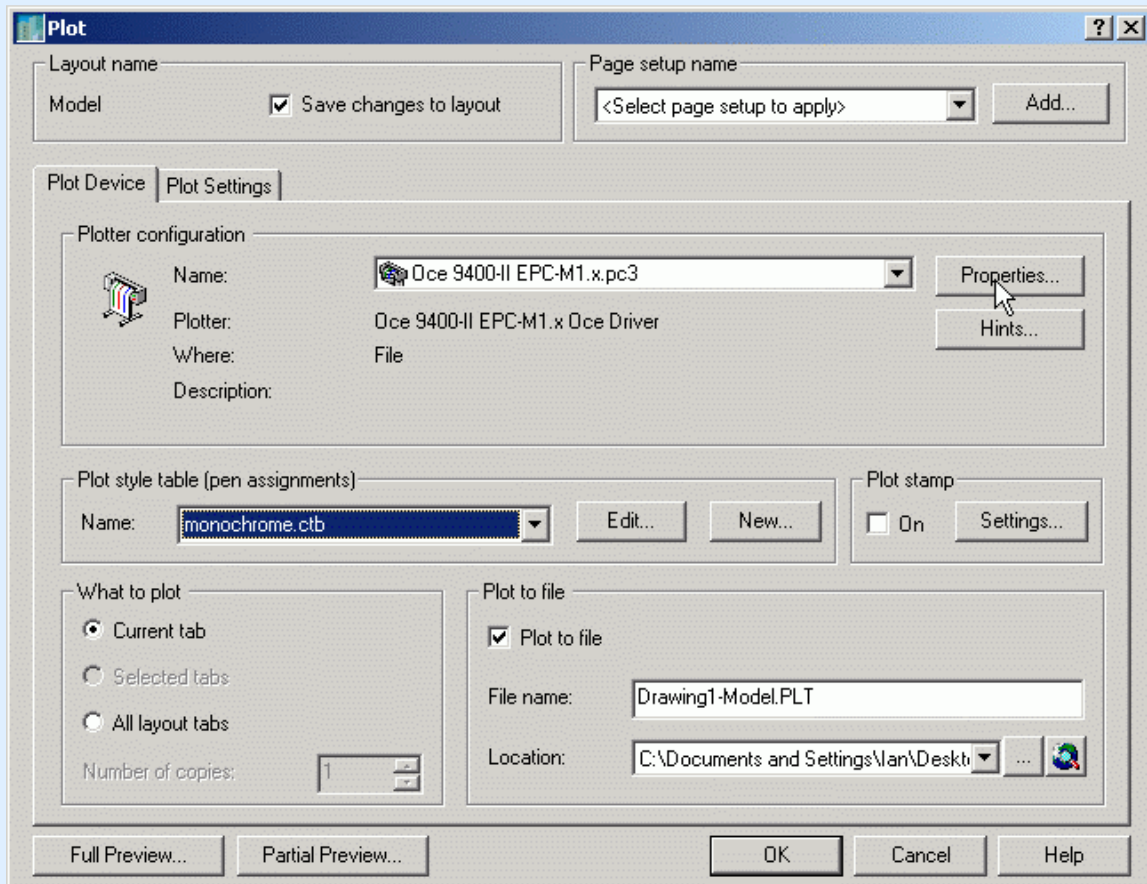 Plot
Layout name
Model
Save changes to layout
Page setup name
<Select page setup to apply>
Add...
Plot Device
Plot Settings
Plotter configuration
Name:
Oce 9400-II EPC-M1.x.pc3
Properties...
Plotter:
Oce 9400-II EPC-M1.x Oce Driver
Hints...
Where:
File
Description:
Plot style table (pen assignments)
Name:
monochrome.ctb
Edit...
New...
Plot stamp
On
Settings...
What to plot
Current tab
Selected tabs
All layout tabs
Number of copies:
1
Plot to file
Plot to file
File name:
Drawing1-Model.PLT
Location:
C:\Documents and Settings\Ian\Deskt
...
Full Preview...
Partial Preview...
OK
Cancel
Help